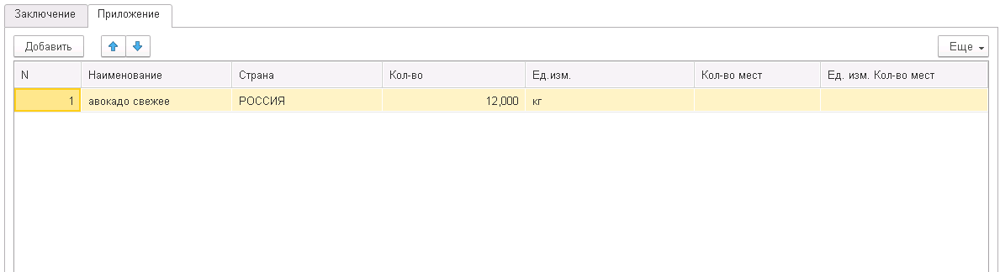 Заключение Приложение
Добавить Еще
N Наименование Страна Кол-во Ед.изм. Кол-во мест Ед. изм. Кол-во мест
1 авокадо свежее РОССИЯ 12,000 кг